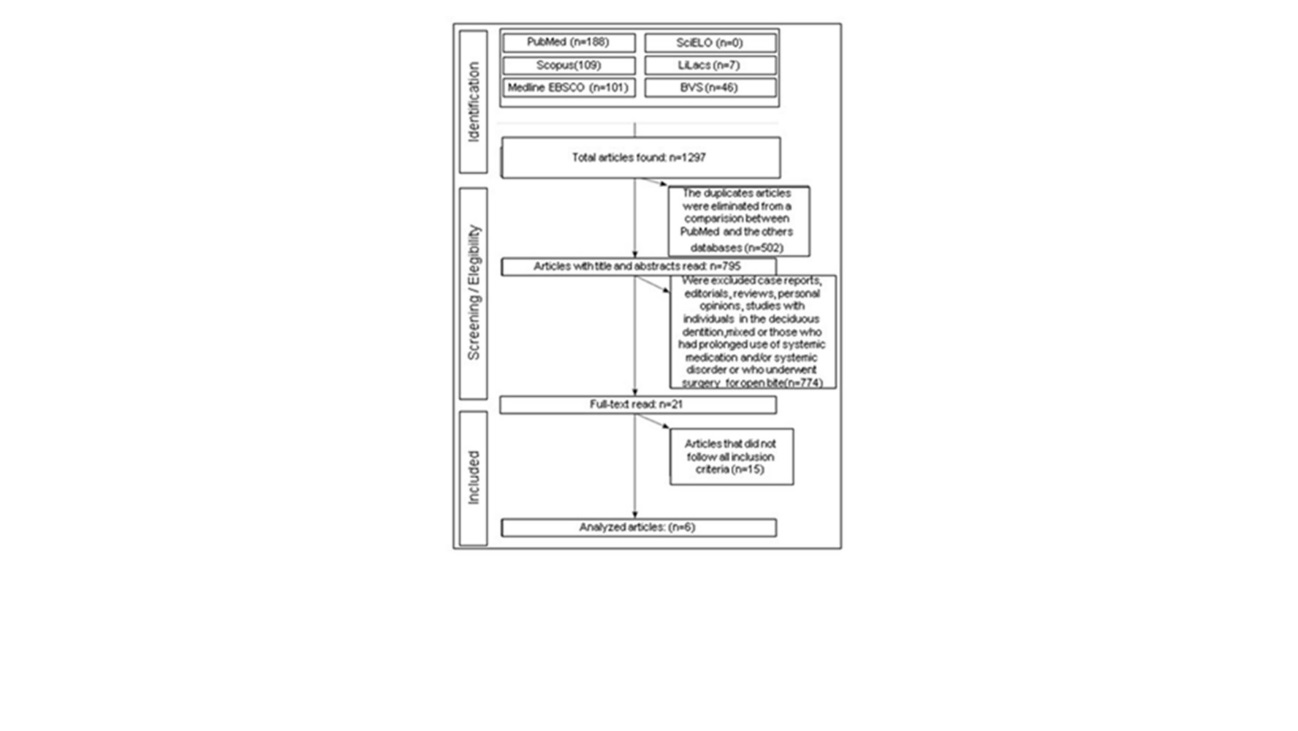 Identification
PubMed (n=188)
SciELO (n=0)
Scopus(109)
LiLacs (n=7)
Medline EBSCO (n=101)
BVS (n=46)
Total articles found: n=1297
The duplicates articles
were eliminated from a
comparision between
PubMed and the others
databases (n=502)
Screening / Elegibility
Articles with title and abstracts read: n=795
Were excluded case reports,
editorials, reviews, personal
opinions, studies with
individuals in the deciduous
dentition,mixed or those who
had prolonged use of systemic
medication and/or systemic
disorder or who underwent
surgery for open bite(n=774)
Full-text read: n=21
Included
Articles that did not
follow all inclusion
criteria (n=15)
Analyzed articles: (n=6)